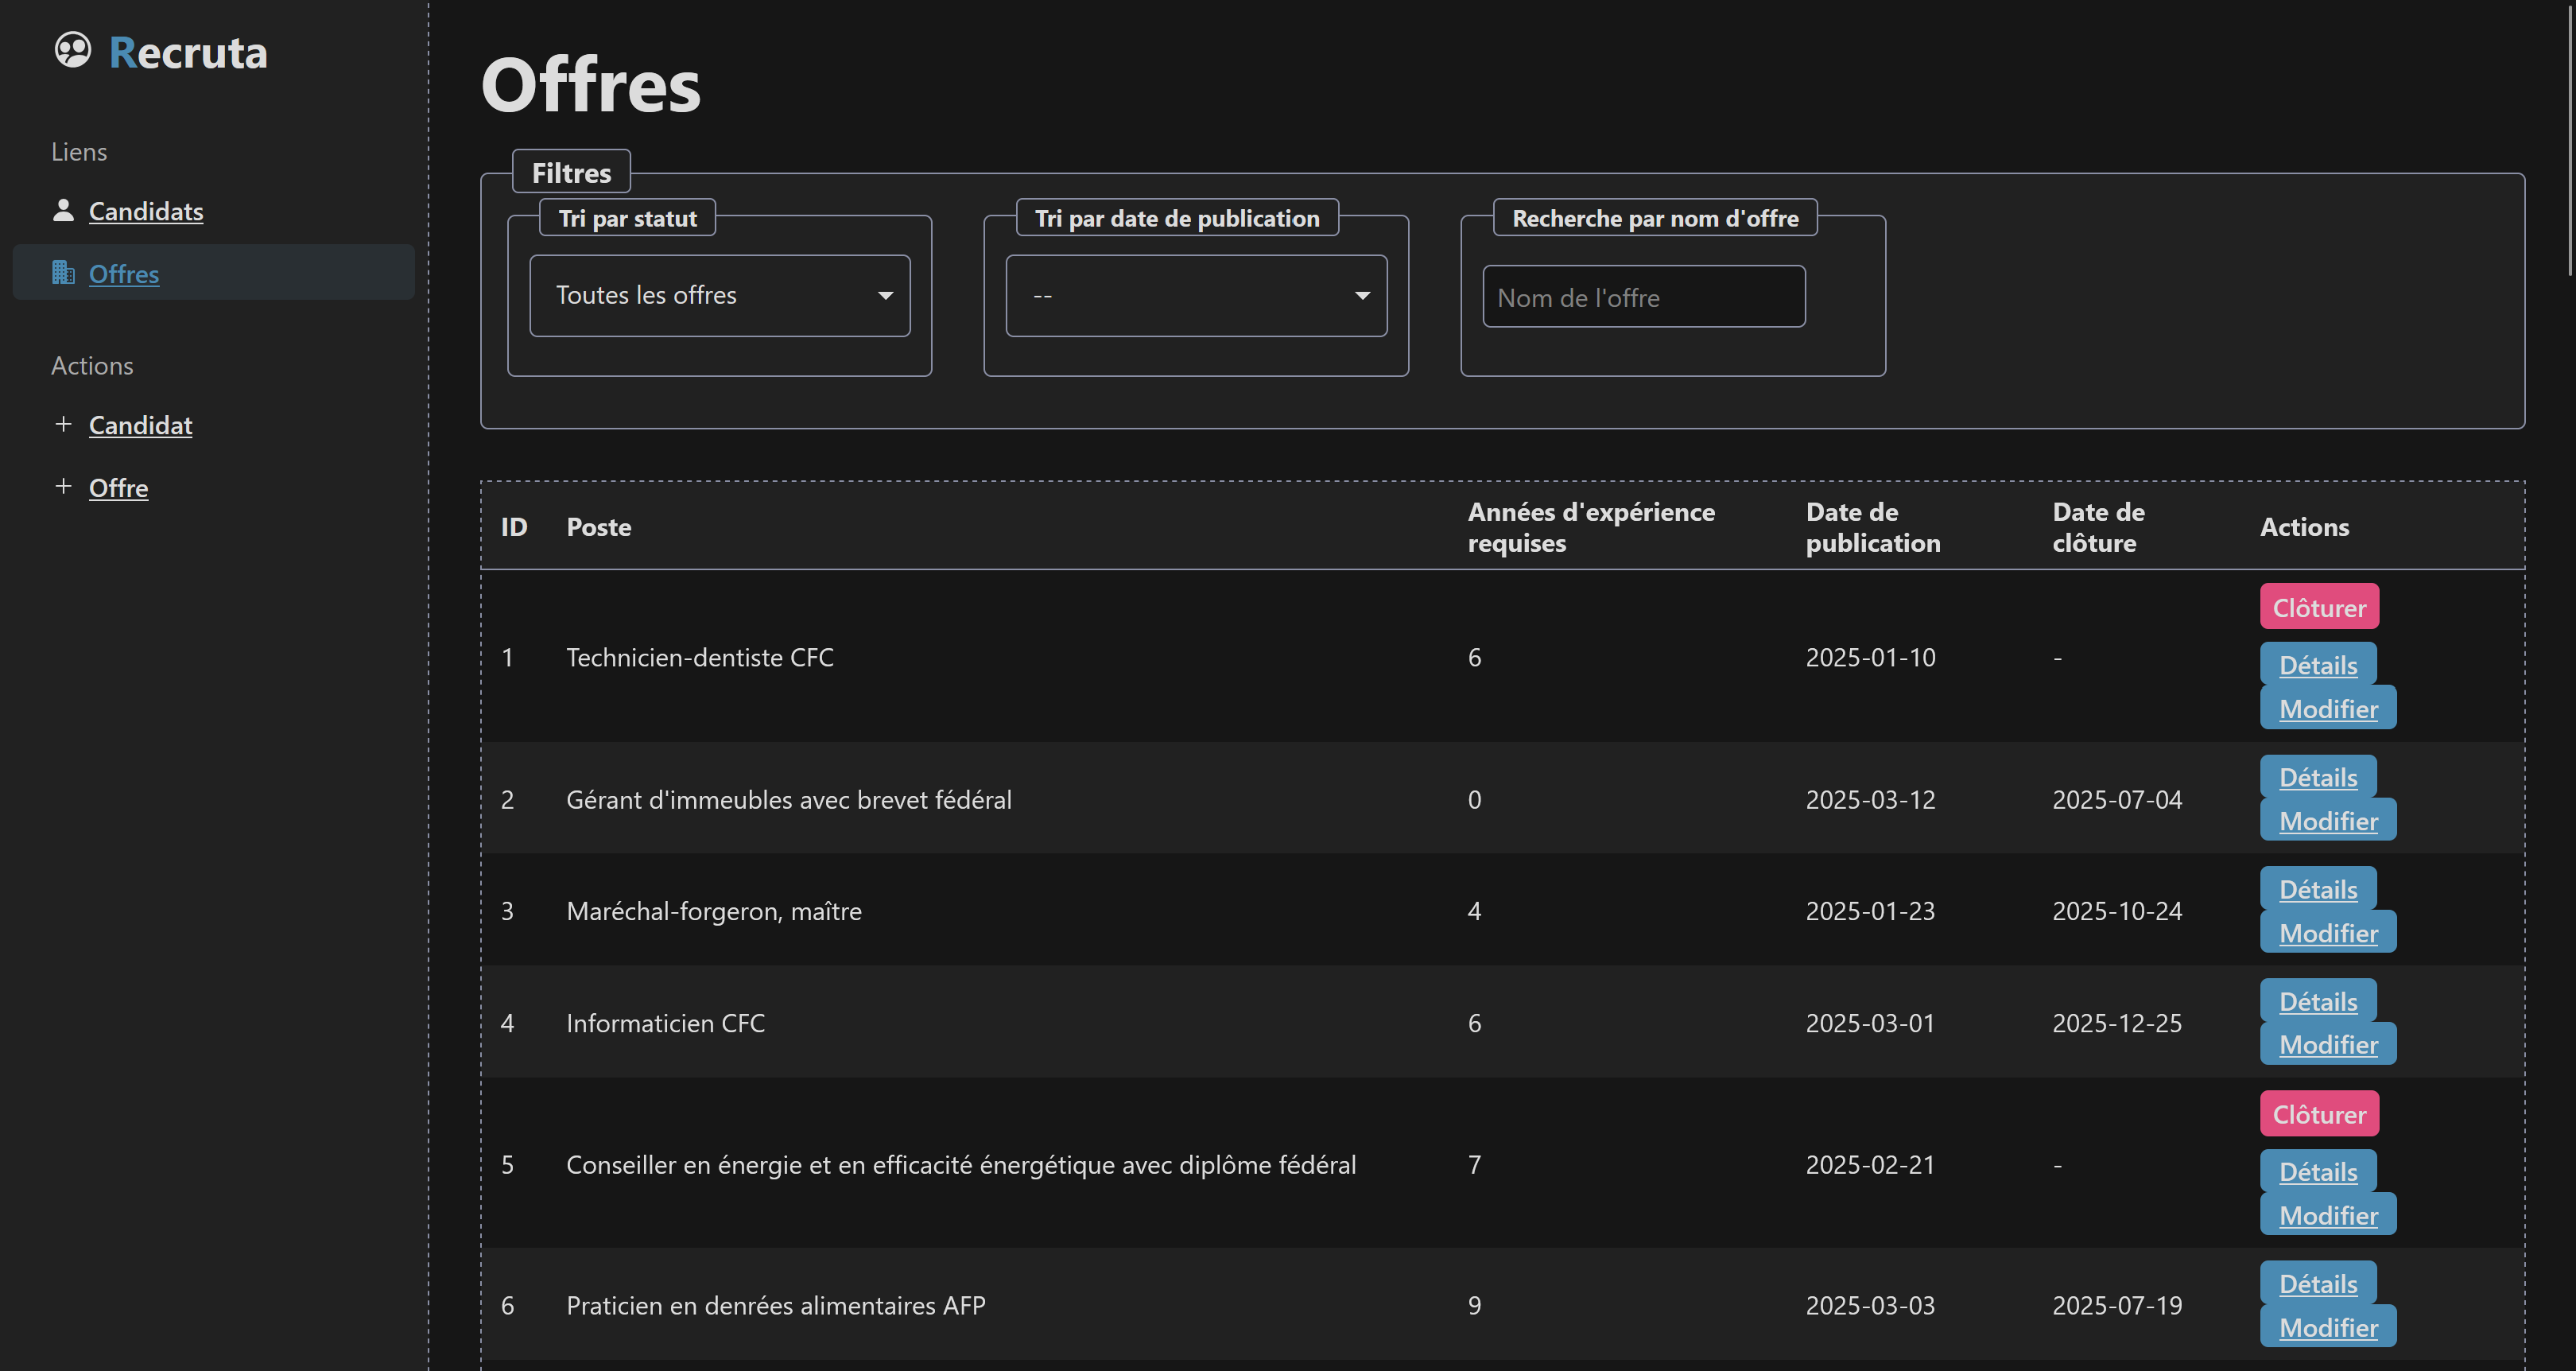 Recruta
Liens
Candidats
Offres
Actions
+ Candidat
+ Offre
Offres
Filtres
Tri par statut
Toutes les offres
Tri par date de publication
--
Recherche par nom d'offre
Nom de l'offre
ID Poste Années d'expérience requises Date de publication Date de clôture Actions
1 Technicien-dentiste CFC 6 2025-01-10 - Clôturer
Détails
Modifier
2 Gérant d'immeubles avec brevet fédéral 0 2025-03-12 2025-07-04 Détails
Modifier
3 Maréchal-forgeron, maître 4 2025-01-23 2025-10-24 Détails
Modifier
4 Informaticien CFC 6 2025-03-01 2025-12-25 Détails
Modifier
5 Conseiller en énergie et en efficacité énergétique avec diplôme fédéral 7 2025-02-21 - Clôturer
Détails
Modifier
6 Praticien en denrées alimentaires AFP 9 2025-03-03 2025-07-19 Détails
Modifier